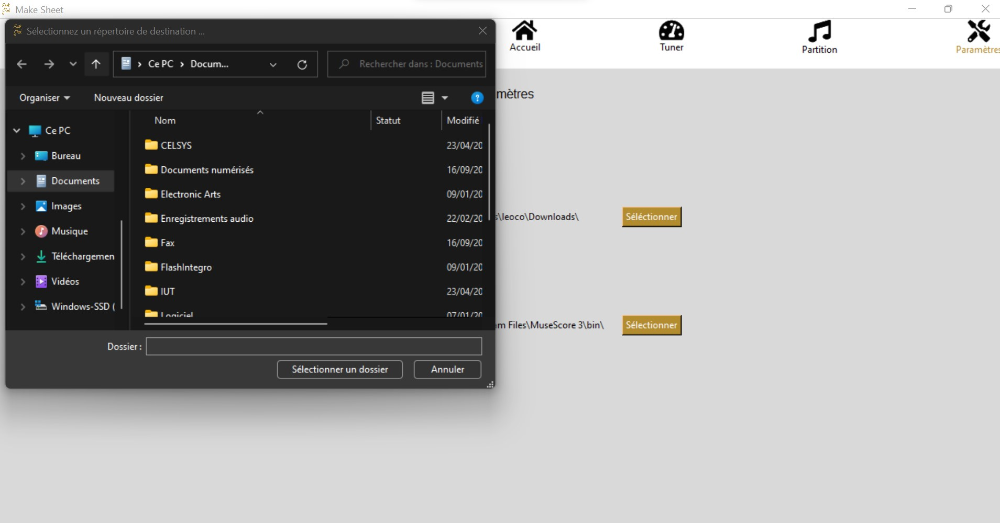 Make Sheet
Sélectionnez un répertoire de destination ...
Accueil
Tuner
Partition
Paramètres
Ce PC
Docum...
Rechercher dans : Documents
Organiser
Nouveau dossier
mètres
Nom
Statut
Modifié
Ce PC
Bureau
Documents
Images
Musique
Téléchargemen
Vidéos
Windows-SSD (
CELSYS 23/04/20
Documents numérisés 16/09/20
Electronic Arts 09/01/20
Enregistrements audio 22/02/20
Fax 16/09/20
FlashIntegro 09/01/20
IUT 23/04/20
Logiciel 07/01/20
s\leoco\Downloads\
Séléctionner
am Files\MuseScore 3\bin\
Sélectionner
Dossier :
Sélectionner un dossier
Annuler